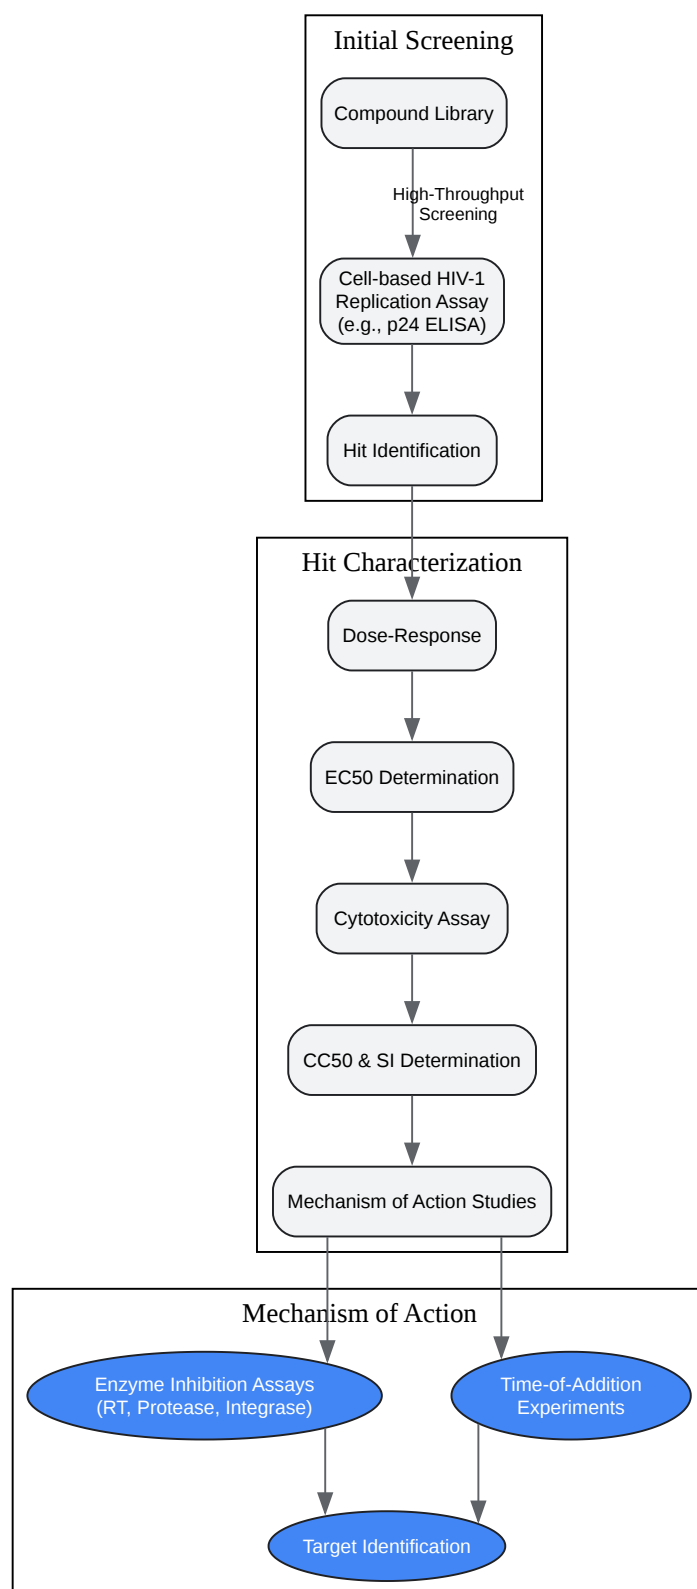 Initial Screening
Compound Library
High-Throughput
Screening
Cell-based HIV-1
Replication Assay
(e.g., p24 ELISA)
Hit Identification
Hit Characterization
Dose-Response
EC50 Determination
Cytotoxicity Assay
CC50 & SI Determination
Mechanism of Action Studies
Mechanism of Action
Enzyme Inhibition Assays
(RT, Protease, Integrase)
Time-of-Addition
Experiments
Target Identification